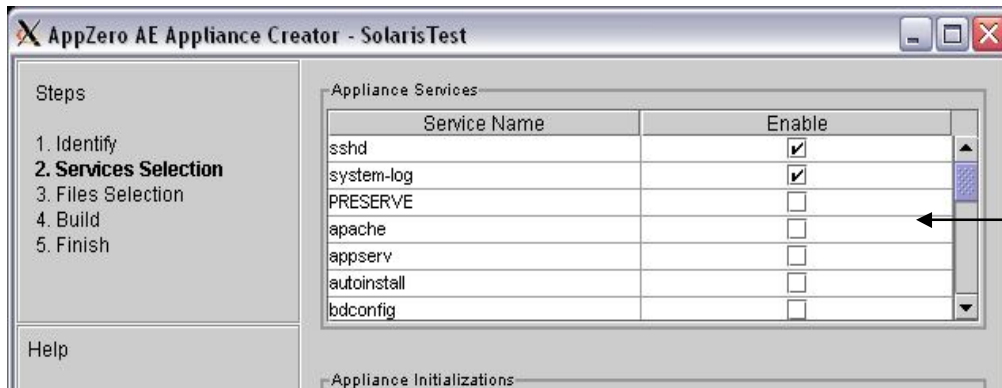 AppZero AE Appliance Creator - SolarisTest
Steps
1. Identify
2. Services Selection
3. Files Selection
4. Build
5. Finish
Help
Appliance Services
Service Name Enable
sshd
system-log
PRESERVE
apache
appserv
autoinstall
bdconfig
Appliance Initializations